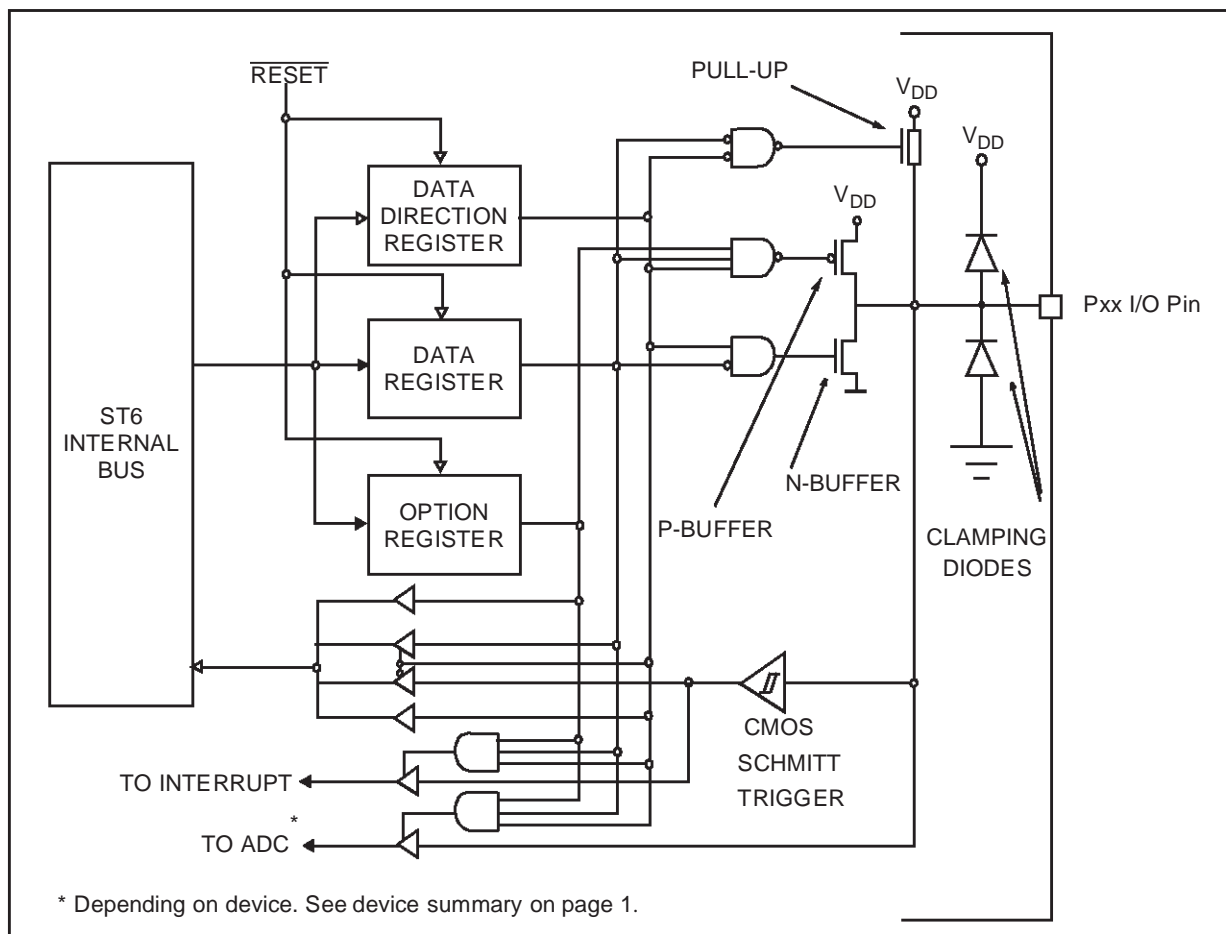 RESET
PULL-UP
VDD
VDD
VDD
DATA
DIRECTION
REGISTER
DATA
REGISTER
OPTION
REGISTER
ST6
INTERNAL
BUS
Pxx I/O Pin
N-BUFFER
P-BUFFER
CLAMPING
DIODES
CMOS
SCHMITT
TRIGGER
TO INTERRUPT
TO ADC*
* Depending on device. See device summary on page 1.